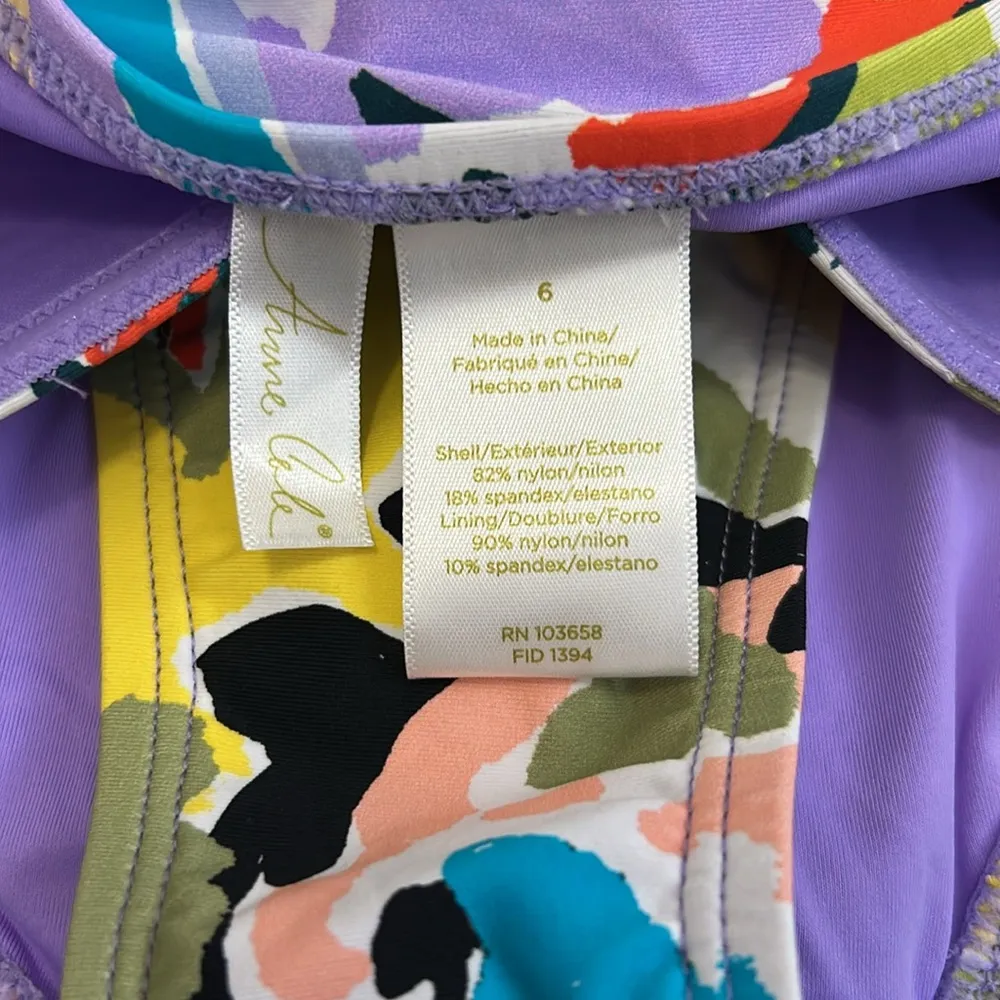 Anne Cole®
6
Made in China/
Fabriqué en Chine/
Hecho en China
Shell/Extérieur/Exterior
82% nylon/nilon
18% spandex/elestano
Lining/Doublure/Forro
90% nylon/nilon
10% spandex/elestano
RN 103658
FID 1394